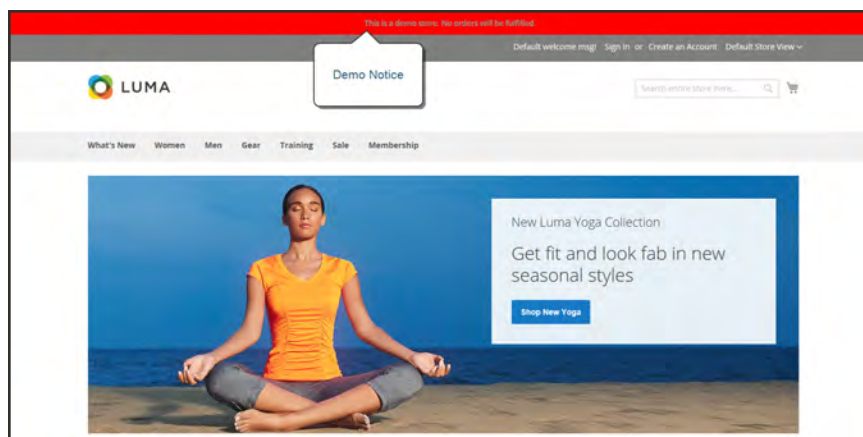 This is a demo store. No orders will be fulfilled.
Default welcome msg! Sign In or Create an Account Default Store View
Demo Notice
LUMA
Search entire store here...
What's New Women Men Gear Training Sale Membership
New Luma Yoga Collection
Get fit and look fab in new
seasonal styles
Shop New Yoga